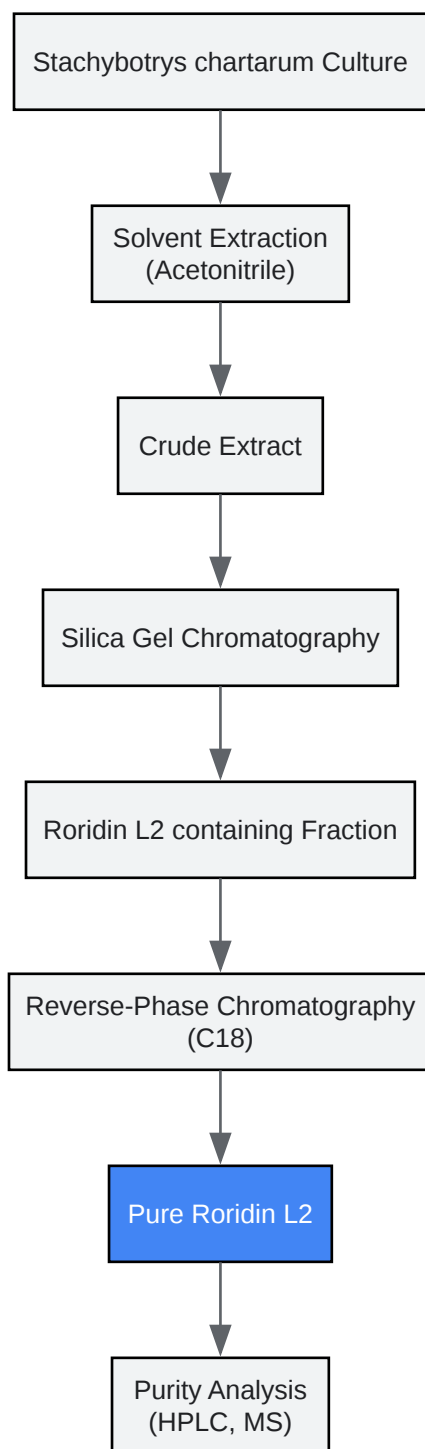 Stachybotrys chartarum Culture
Solvent Extraction
(Acetonitrile)
Crude Extract
Silica Gel Chromatography
Roridin L2 containing Fraction
Reverse-Phase Chromatography
(C18)
Pure Roridin L2
Purity Analysis
(HPLC, MS)